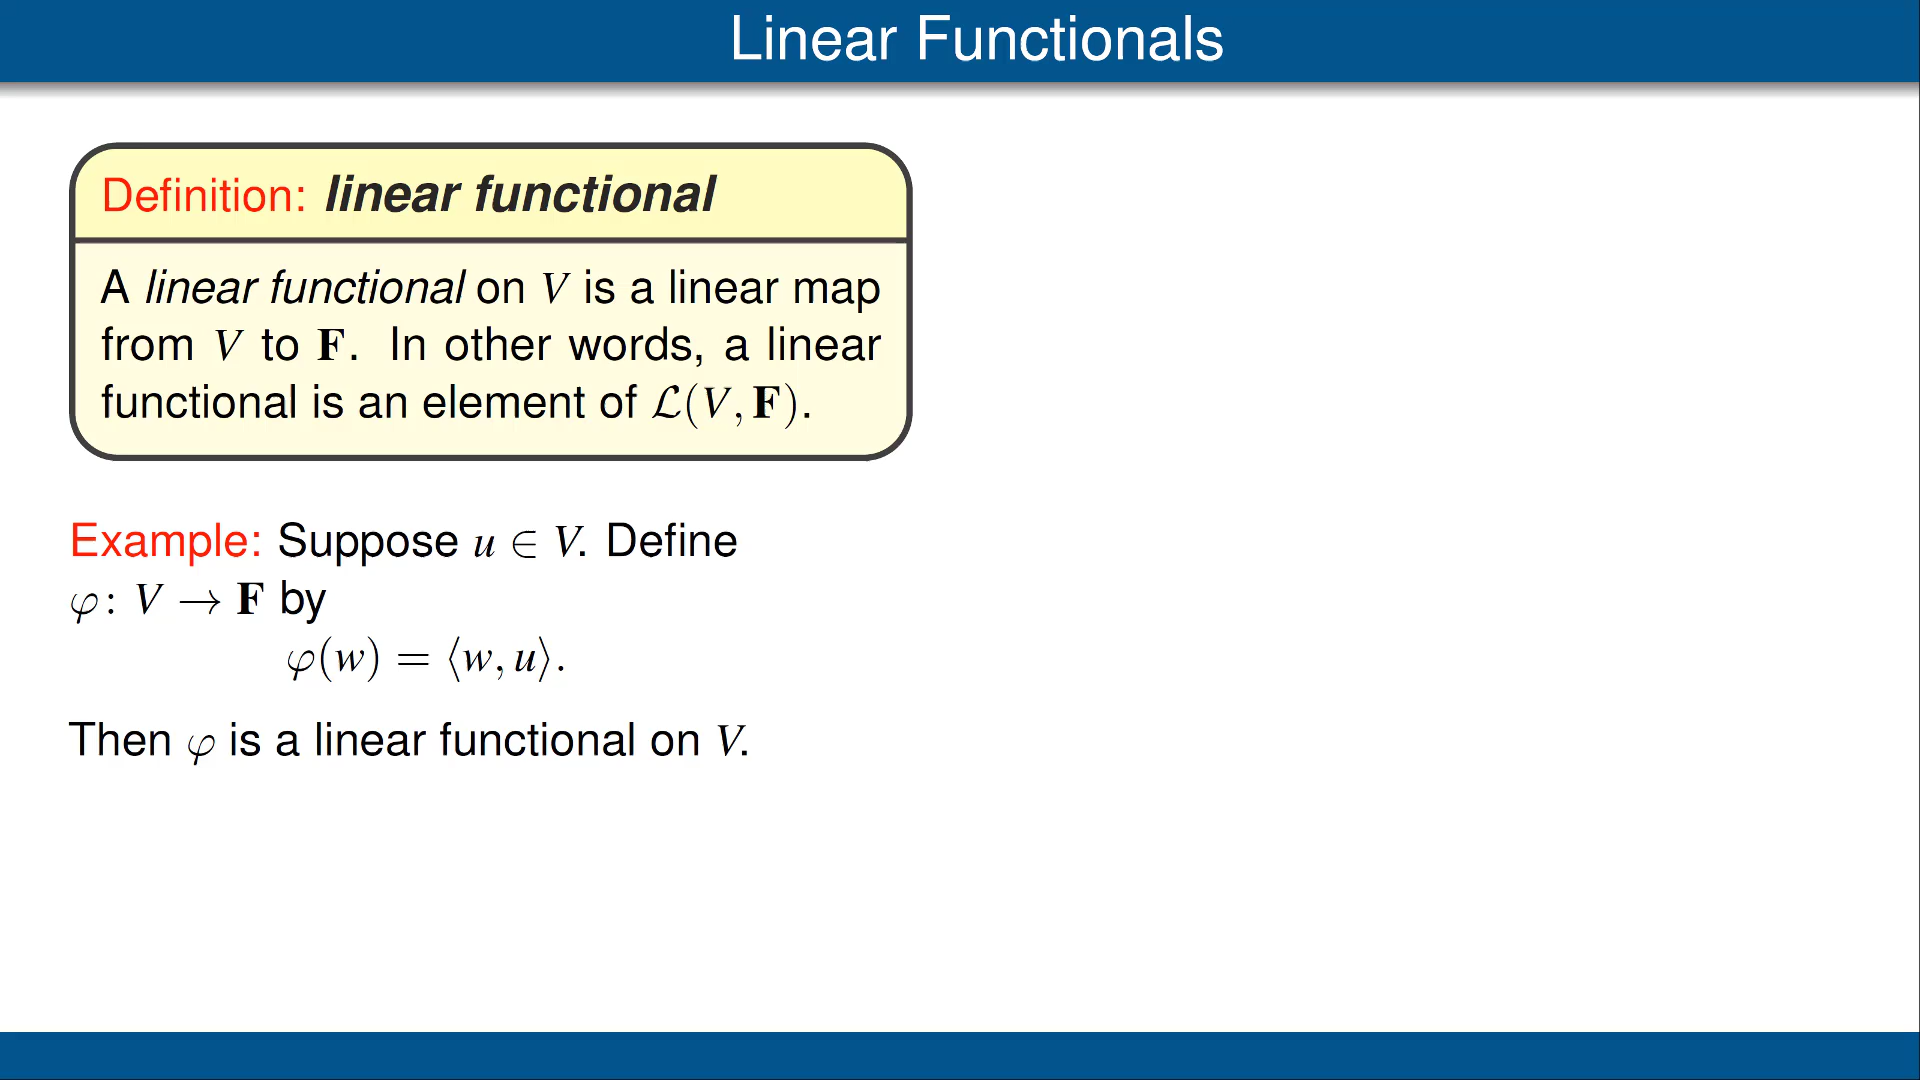 Linear Functionals
Definition: linear functional
A linear functional on V is a linear map
from V to F. In other words, a linear
functional is an element of ℒ(V, F).
Example: Suppose u ∈ V. Define
φ: V → F by
φ(w) = ⟨w, u⟩.
Then φ is a linear functional on V.